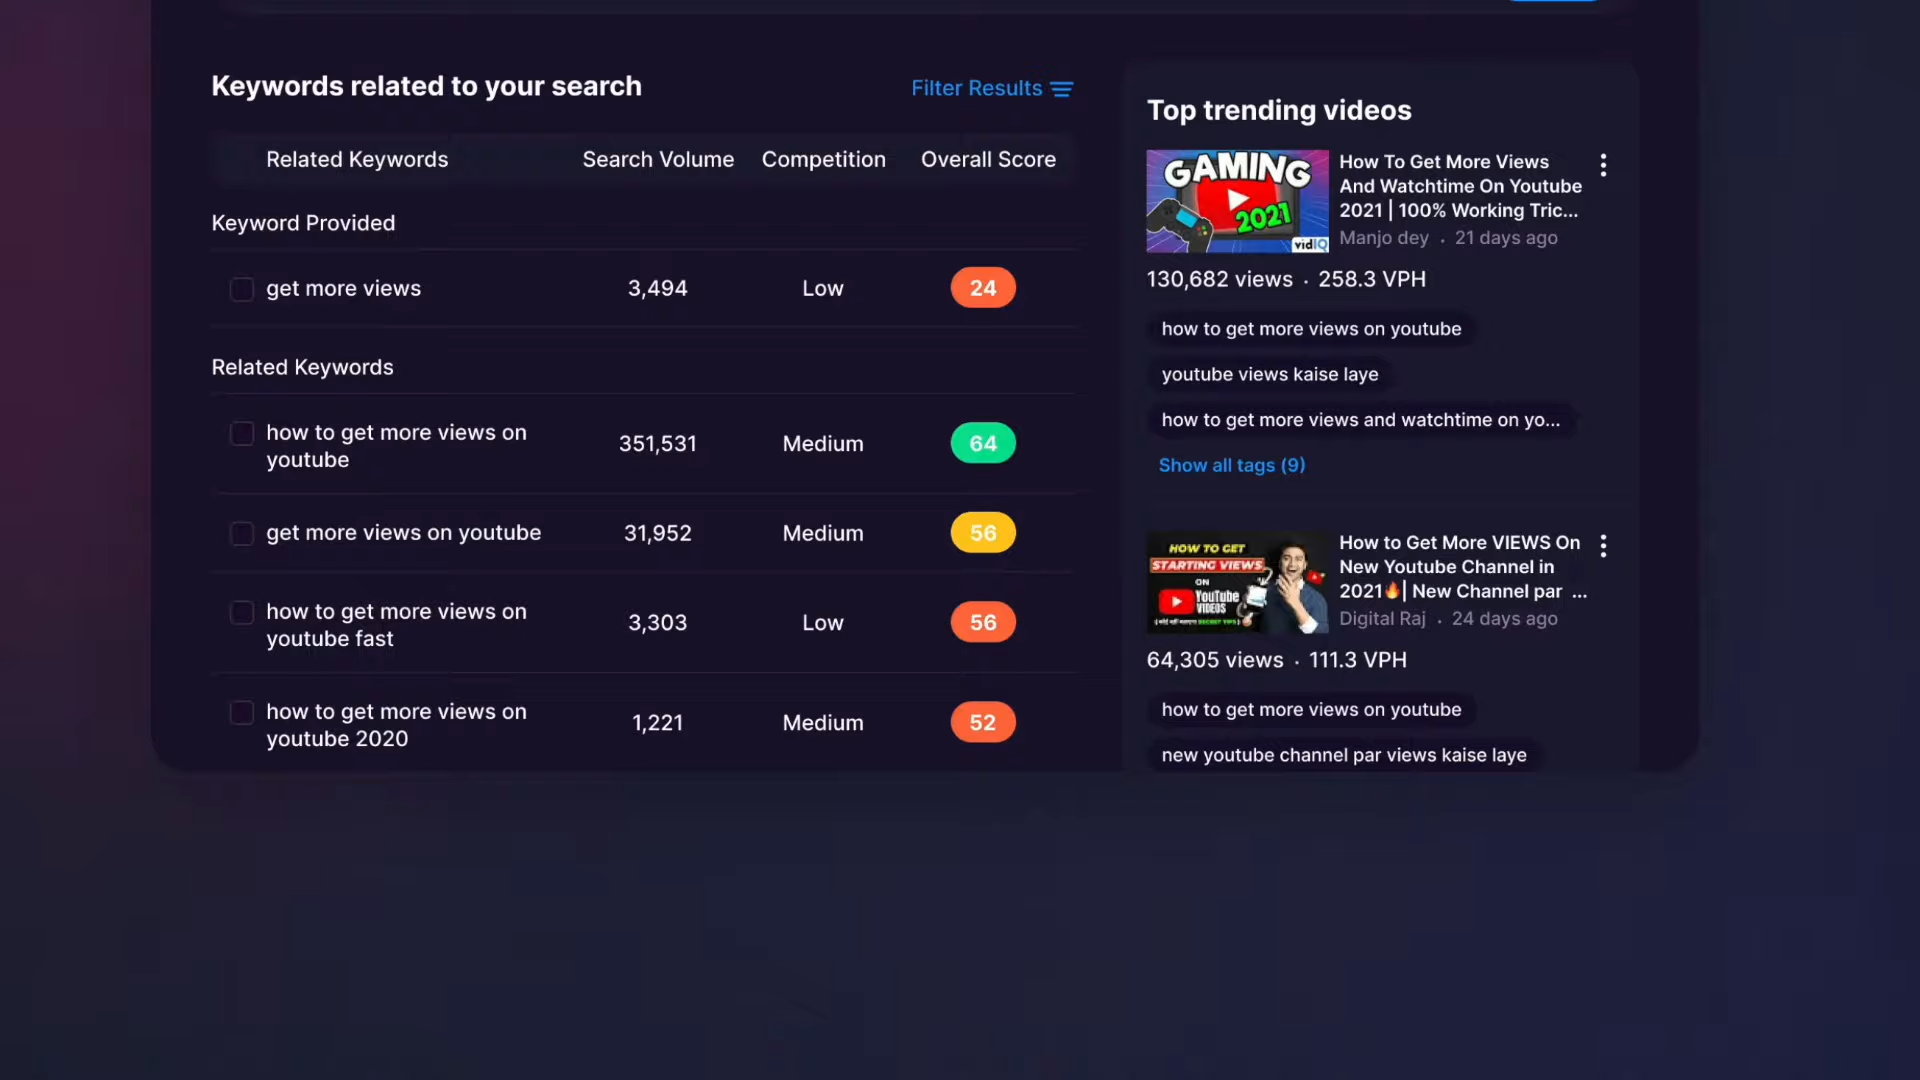 Keywords related to your search
Filter Results
Related Keywords
Search Volume
Competition
Overall Score
Keyword Provided
get more views
3,494
Low
24
Related Keywords
how to get more views on
youtube
351,531
Medium
64
get more views on youtube
31,952
Medium
56
how to get more views on
youtube fast
3,303
Low
56
how to get more views on
youtube 2020
1,221
Medium
52
Top trending videos
GAMING
2021
vidIQ
How To Get More Views
And Watchtime On Youtube
2021 | 100% Working Tric...
Manjo dey . 21 days ago
130,682 views · 258.3 VPH
how to get more views on youtube
youtube views kaise laye
how to get more views and watchtime on yo...
Show all tags (9)
HOW TO GET
STARTING VIEWS
ON
YouTube
VIDEOS
How to Get More VIEWS On
New Youtube Channel in
2021🔥| New Channel par ...
Digital Raj . 24 days ago
64,305 views · 111.3 VPH
how to get more views on youtube
new youtube channel par views kaise laye